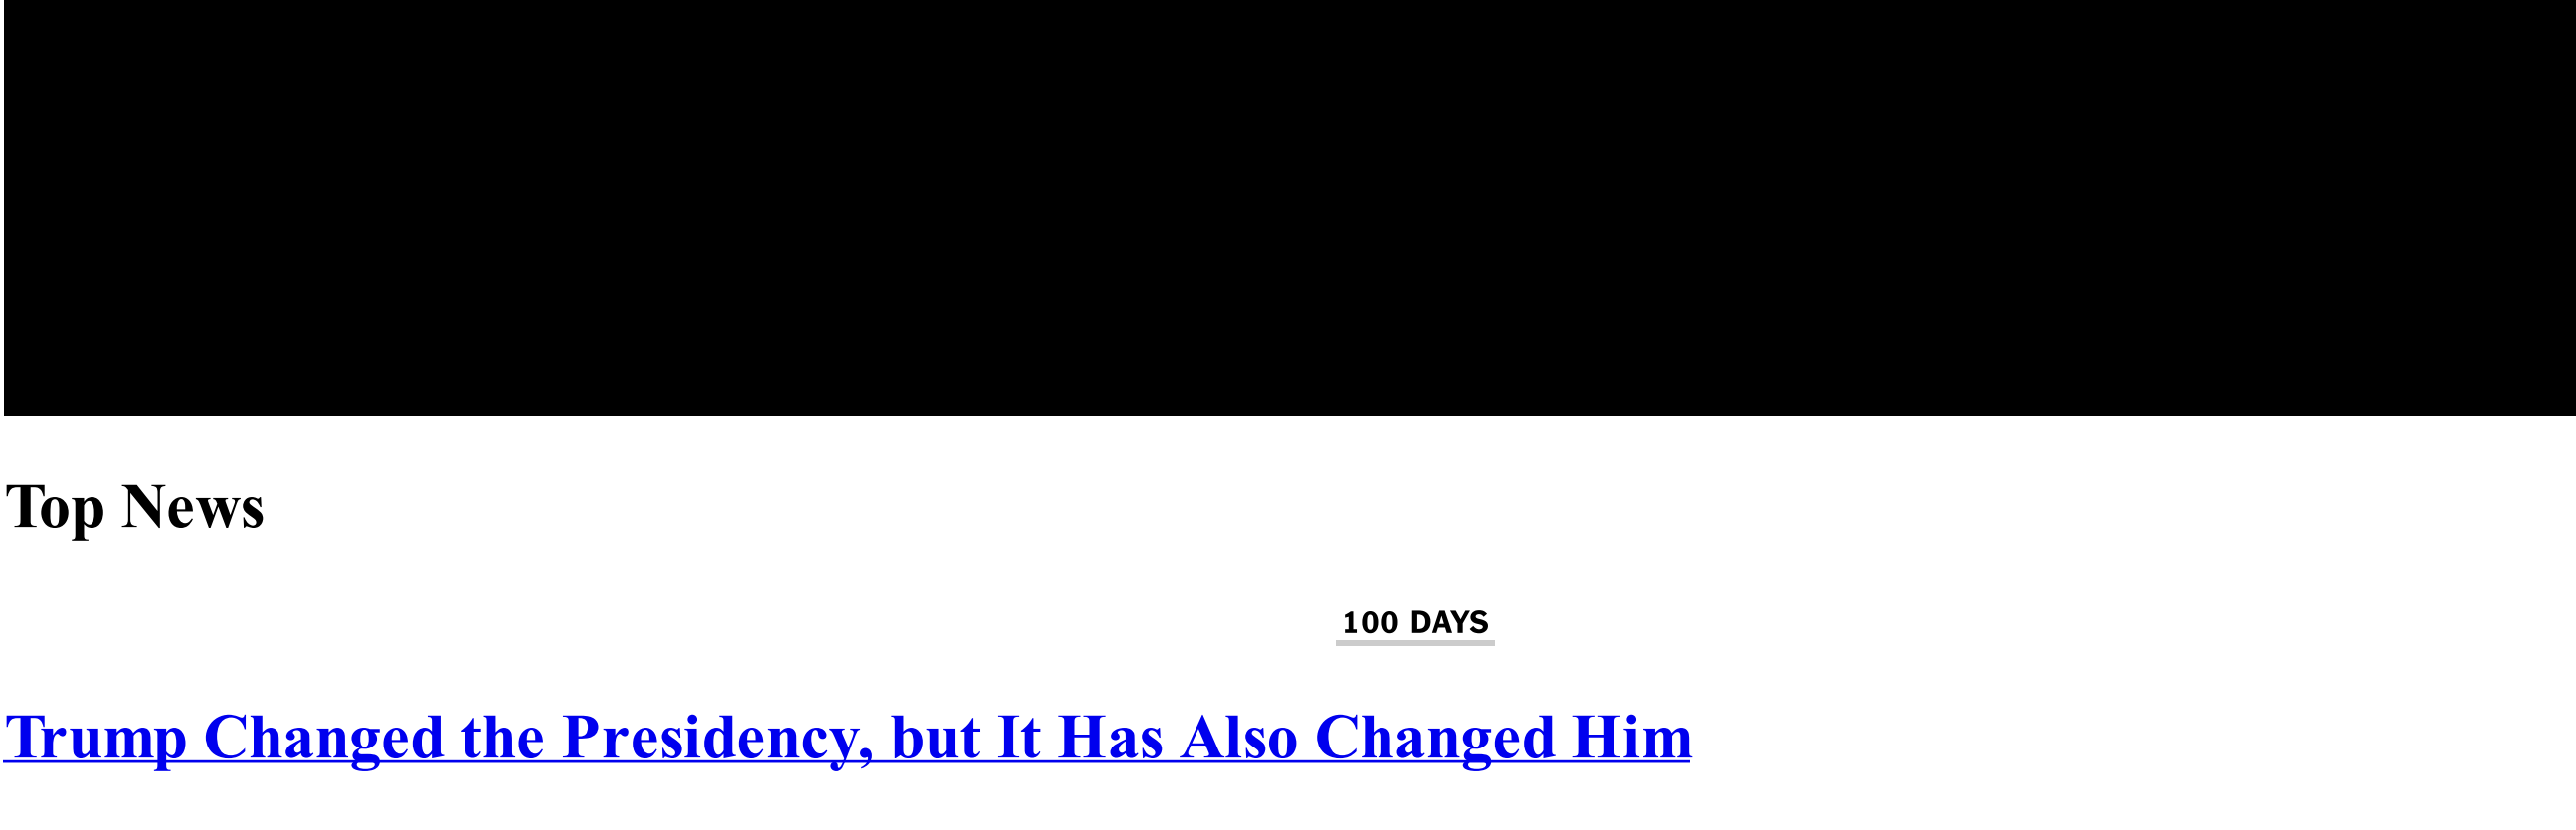 Top News
100 DAYS
Trump Changed the Presidency, but It Has Also Changed Him